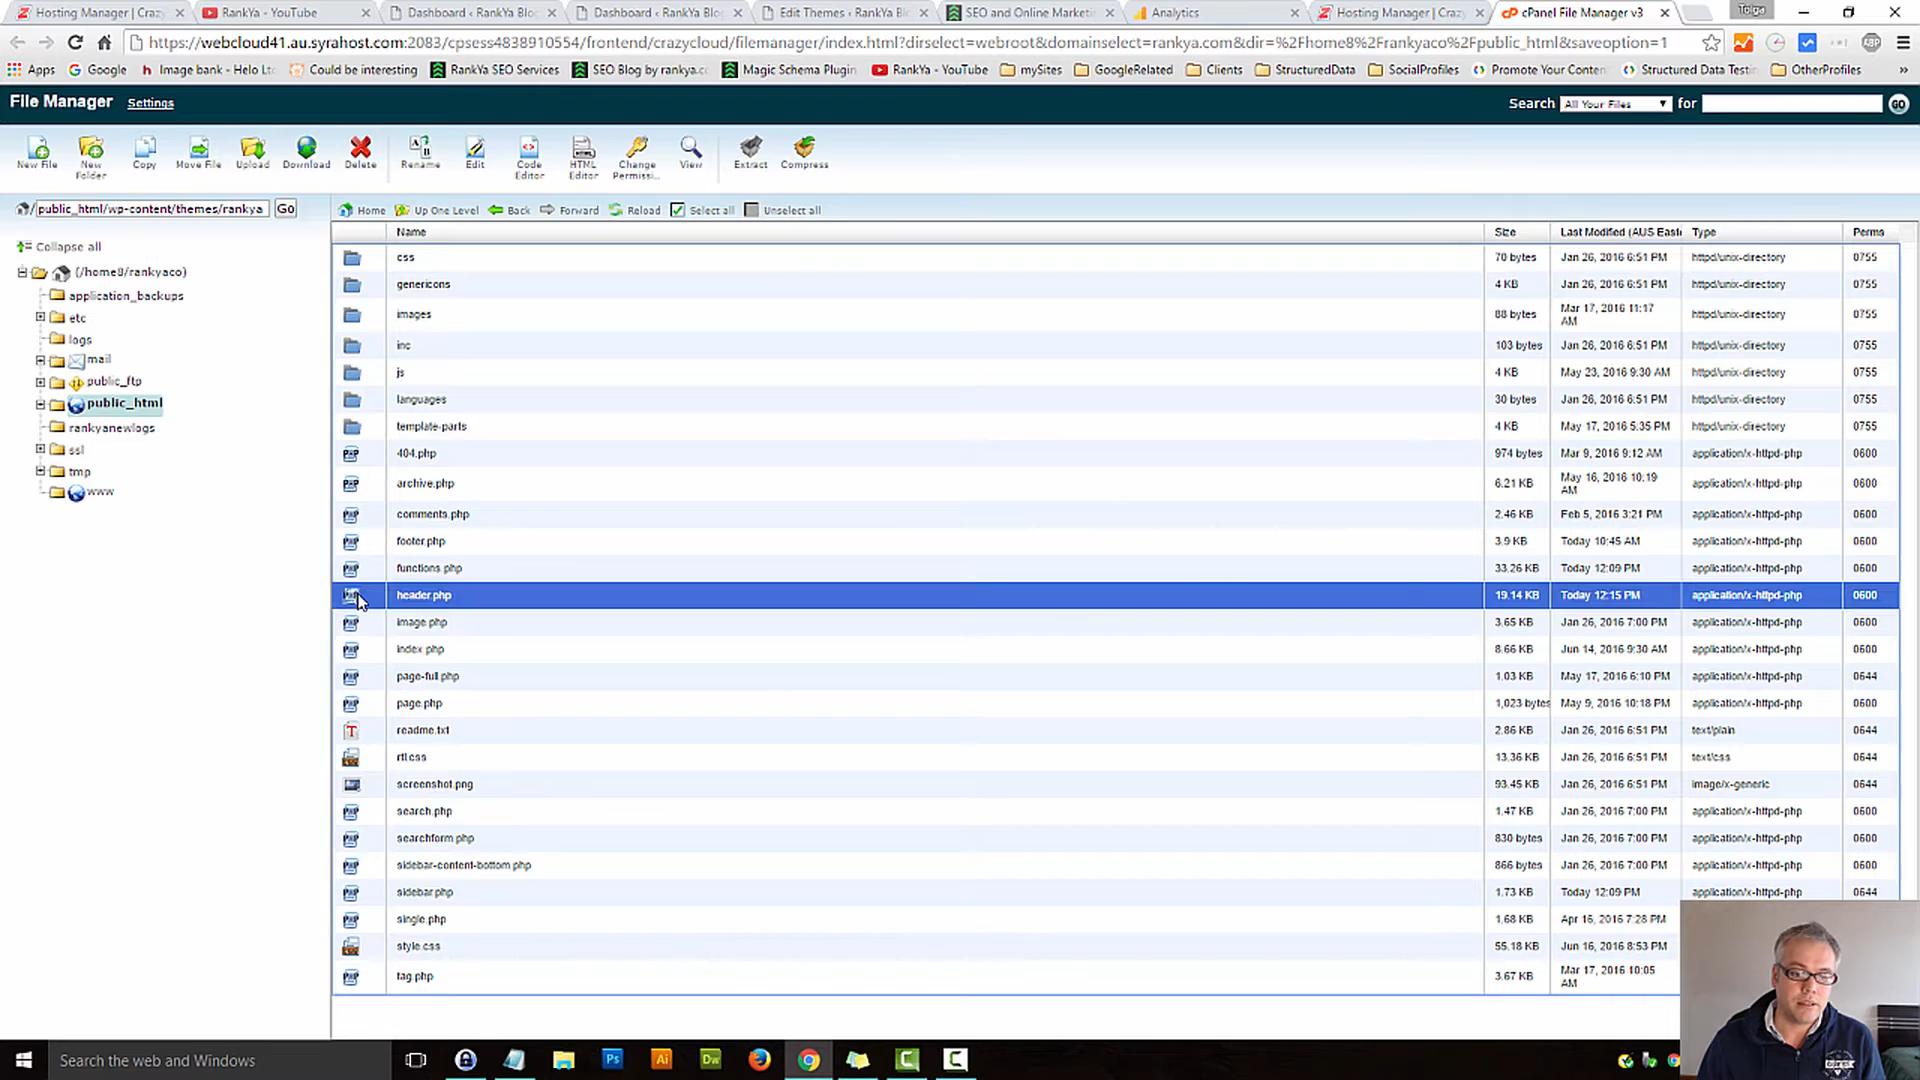 Hosting Manager | Crazy
RankYa - YouTube
Dashboard ‹ RankYa Blo
Dashboard ‹ RankYa Blo
Edit Themes ‹ RankYa B
SEO and Online Marketi
Analytics
Hosting Manager | Crazy
cPanel File Manager v3
Tolga
https://webcloud41.au.syrahost.com:2083/cpsess4838910554/frontend/crazycloud/filemanager/index.html?dirselect=webroot&domainselect=rankya.com&dir=%2Fhome8%2Frankyaco%2Fpublic_html&saveoption=1
Apps
Google
Image bank - Helo Lt
Could be interesting
RankYa SEO Services
SEO Blog by rankya.c
Magic Schema Plugin
RankYa - YouTube
mySites
GoogleRelated
Clients
StructuredData
SocialProfiles
Promote Your Conten
Structured Data Testi
OtherProfiles
»
File Manager
Settings
Search
All Your Files
for
GO
New File
New Folder
Copy
Move File
Upload
Download
Delete
Rename
Edit
Code Editor
HTML Editor
Change Permissi...
View
Extract
Compress
/
public_html/wp-content/themes/rankya
Go
Home
Up One Level
Back
Forward
Reload
Select all
Unselect all
Collapse all
(/home8/rankyaco)
application_backups
etc
logs
mail
public_ftp
public_html
rankyanewlogs
ssl
tmp
www
Name Size Last Modified (AUS Easte Type Perms
css 70 bytes Jan 26, 2016 6:51 PM httpd/unix-directory 0755
genericons 4 KB Jan 26, 2016 6:51 PM httpd/unix-directory 0755
images 88 bytes Mar 17, 2016 11:17 AM httpd/unix-directory 0755
inc 103 bytes Jan 26, 2016 6:51 PM httpd/unix-directory 0755
js 4 KB May 23, 2016 9:30 AM httpd/unix-directory 0755
languages 30 bytes Jan 26, 2016 6:51 PM httpd/unix-directory 0755
template-parts 4 KB May 17, 2016 5:35 PM httpd/unix-directory 0755
404.php 974 bytes Mar 9, 2016 9:12 AM application/x-httpd-php 0600
archive.php 6.21 KB May 16, 2016 10:19 AM application/x-httpd-php 0600
comments.php 2.46 KB Feb 5, 2016 3:21 PM application/x-httpd-php 0600
footer.php 3.9 KB Today 10:45 AM application/x-httpd-php 0600
functions.php 33.26 KB Today 12:09 PM application/x-httpd-php 0600
header.php 19.14 KB Today 12:15 PM application/x-httpd-php 0600
image.php 3.65 KB Jan 26, 2016 7:00 PM application/x-httpd-php 0600
index.php 8.66 KB Jun 14, 2016 9:30 AM application/x-httpd-php 0600
page-full.php 1.03 KB May 17, 2016 6:10 PM application/x-httpd-php 0644
page.php 1,023 bytes May 9, 2016 10:18 PM application/x-httpd-php 0600
readme.txt 2.86 KB Jan 26, 2016 6:51 PM text/plain 0644
rtl.css 13.36 KB Jan 26, 2016 6:51 PM text/css 0644
screenshot.png 93.45 KB Jan 26, 2016 6:51 PM image/x-generic 0644
search.php 1.47 KB Jan 26, 2016 7:00 PM application/x-httpd-php 0600
searchform.php 830 bytes Jan 26, 2016 7:00 PM application/x-httpd-php 0600
sidebar-content-bottom.php 866 bytes Jan 26, 2016 7:00 PM application/x-httpd-php 0600
sidebar.php 1.73 KB Today 12:09 PM application/x-httpd-php 0644
single.php 1.68 KB Apr 16, 2016 7:28 PM
style.css 55.18 KB Jun 16, 2016 8:53 PM
tag.php 3.67 KB Mar 17, 2016 10:05 AM
Search the web and Windows
Ps
Ai
Dw